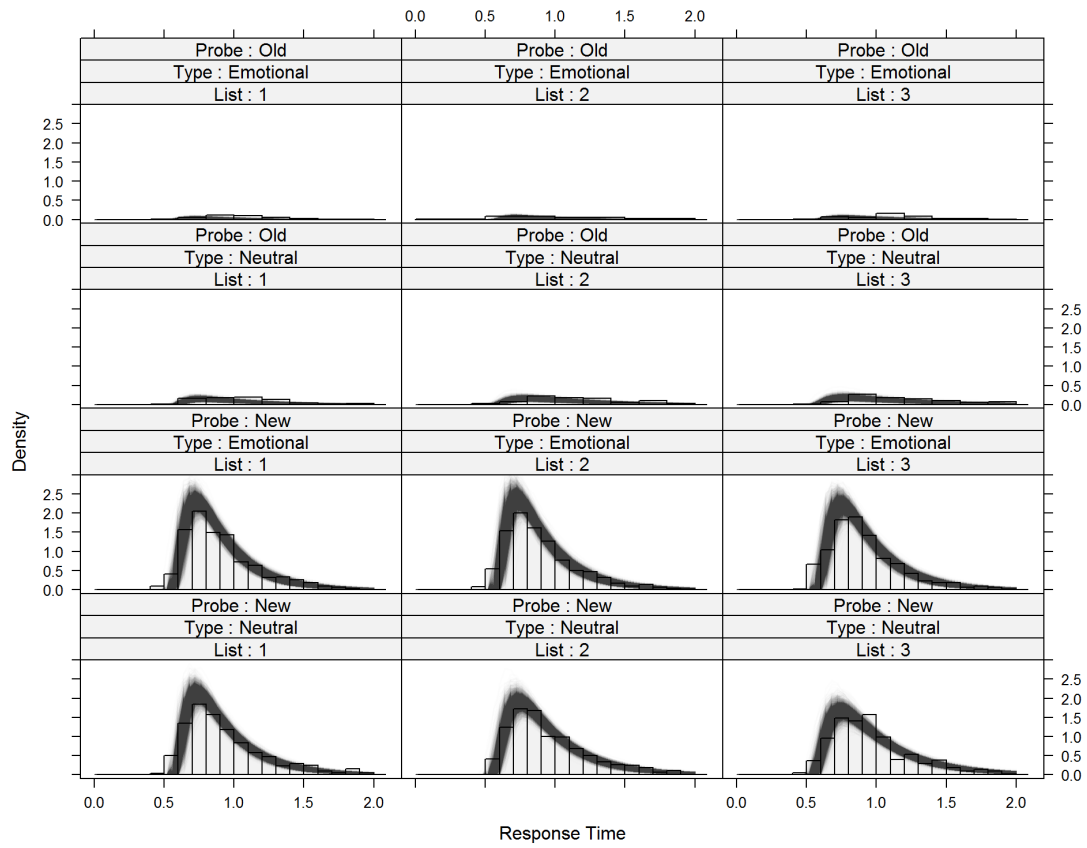 0.0 0.5 1.0 1.5 2.0
Probe : Old Probe : Old Probe : Old
Type : Emotional Type : Emotional Type : Emotional
List : 1 List : 2 List : 3
2.5
2.0
1.5
1.0
0.5
0.0
Probe : Old Probe : Old Probe : Old
Type : Neutral Type : Neutral Type : Neutral
List : 1 List : 2 List : 3
2.5
2.0
1.5
1.0
0.5
0.0
Density
Probe : New Probe : New Probe : New
Type : Emotional Type : Emotional Type : Emotional
List : 1 List : 2 List : 3
2.5
2.0
1.5
1.0
0.5
0.0
Probe : New Probe : New Probe : New
Type : Neutral Type : Neutral Type : Neutral
List : 1 List : 2 List : 3
2.5
2.0
1.5
1.0
0.5
0.0
0.0 0.5 1.0 1.5 2.0 0.0 0.5 1.0 1.5 2.0
Response Time